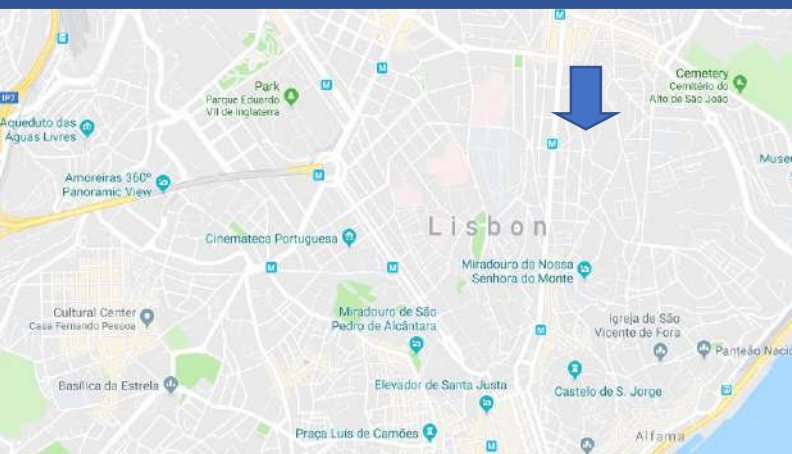 M
Cemetery
Cemitério do
Alto de São João
Park
Parque Eduardo
VII de Inglaterra
M
M
IP7
Aqueduto das
Águas Livres
M
Museu
Amoreiras 360°
Panoramic View
M
Lisbon
Cinemateca Portuguesa
M
M
Miradouro da Nossa
Senhora do Monte
Cultural Center
Casa Fernando Pessoa
Miradouro de São
Pedro de Alcântara
M
Igreja de São
Vicente de Fora
Panteão Nacio
Basílica da Estrela
Elevador de Santa Justa
Castelo de S. Jorge
Praça Luís de Camões
M
Alfama